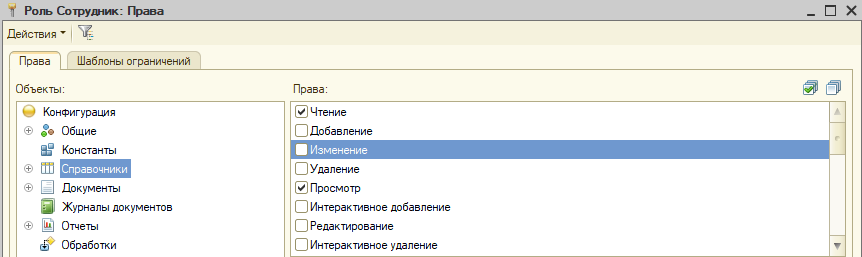 Роль Сотрудник: Права
Действия
Права
Шаблоны ограничений
Объекты:
Конфигурация
Общие
Константы
Справочники
Документы
Журналы документов
Отчеты
Обработки
Права:
Чтение
Добавление
Изменение
Удаление
Просмотр
Интерактивное добавление
Редактирование
Интерактивное удаление